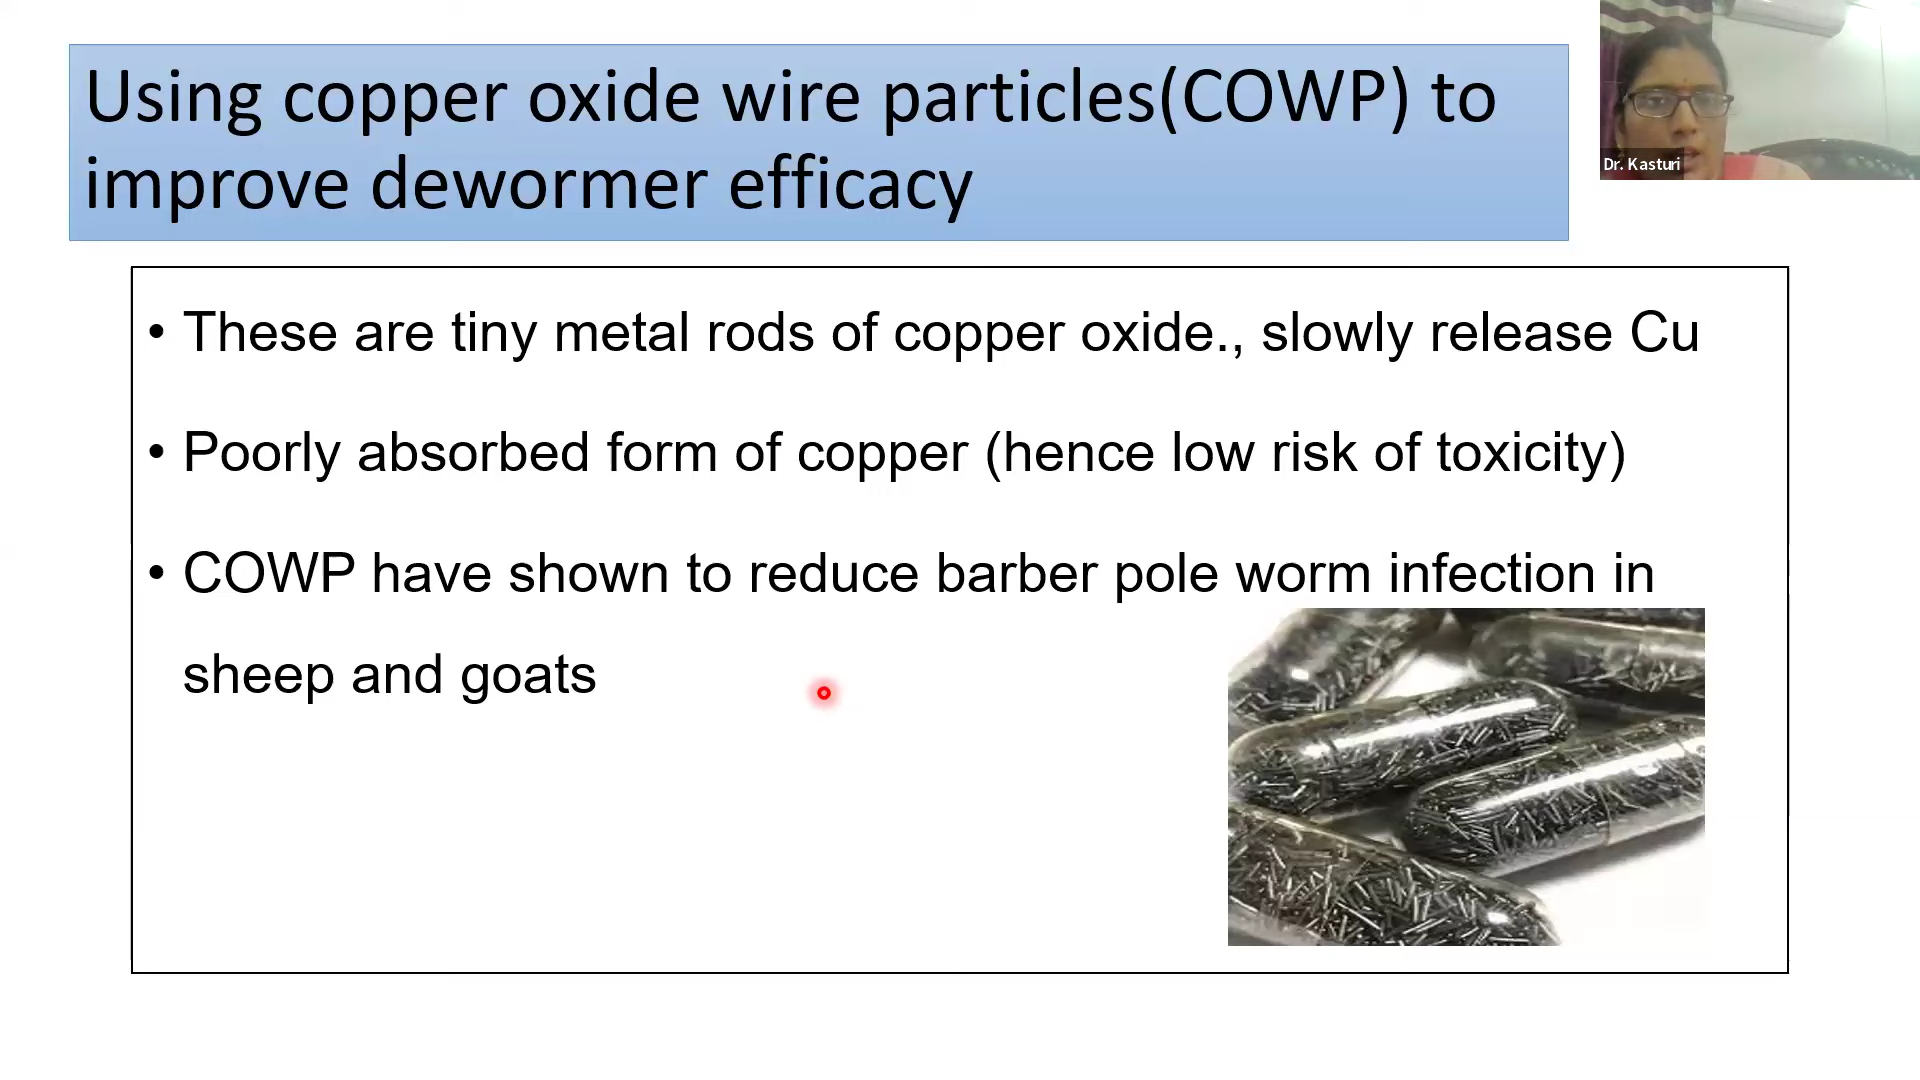 Using copper oxide wire particles(COWP) to
improve dewormer efficacy
Dr. Kasturi
• These are tiny metal rods of copper oxide., slowly release Cu
• Poorly absorbed form of copper (hence low risk of toxicity)
• COWP have shown to reduce barber pole worm infection in
sheep and goats